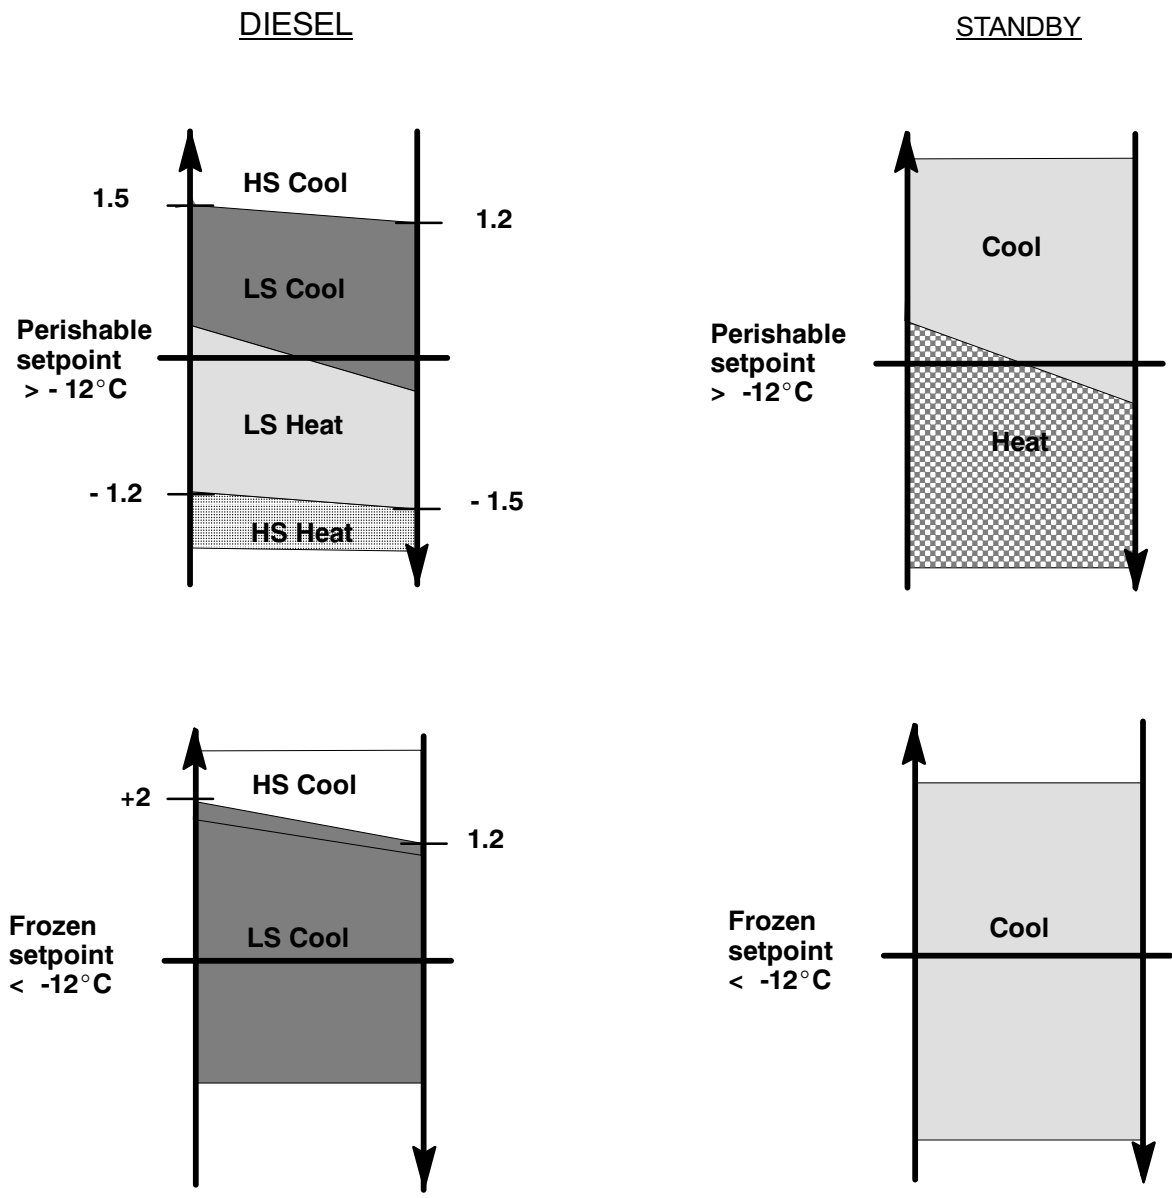 DIESEL
STANDBY
HS Cool
1.5
1.2
LS Cool
Perishable
setpoint
> - 12°C
LS Heat
- 1.2
- 1.5
HS Heat
Cool
Perishable
setpoint
> -12°C
Heat
HS Cool
+2
1.2
Frozen
setpoint
< -12°C
LS Cool
Frozen
setpoint
< -12°C
Cool